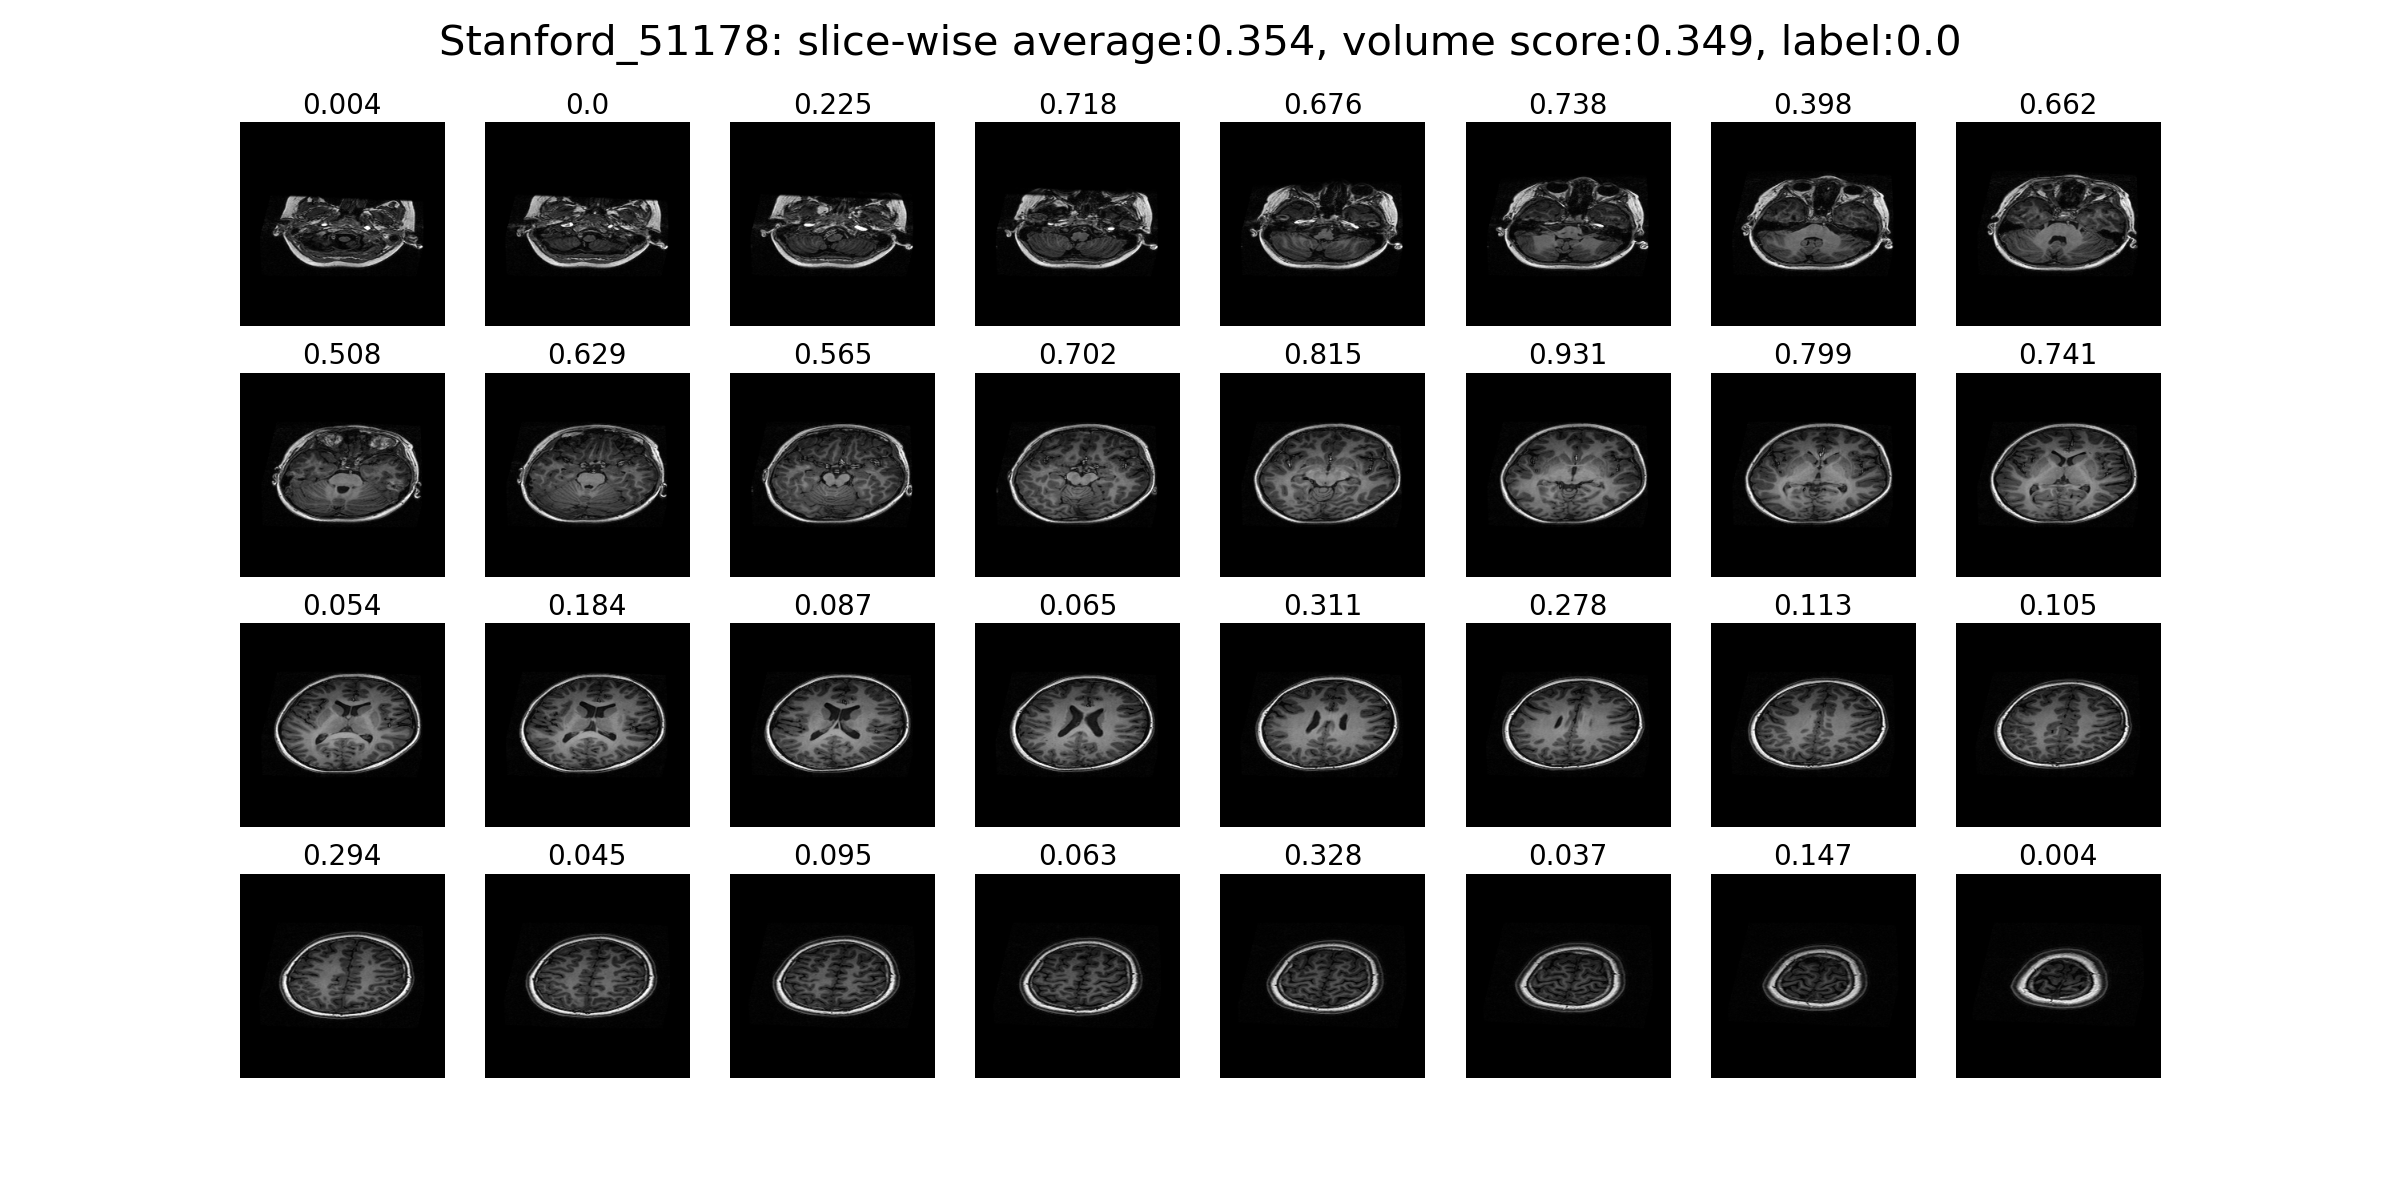 Stanford_51178: slice-wise average:0.354, volume score:0.349, label:0.0
0.004 0.0 0.225 0.718 0.676 0.738 0.398 0.662
0.508 0.629 0.565 0.702 0.815 0.931 0.799 0.741
0.054 0.184 0.087 0.065 0.311 0.278 0.113 0.105
0.294 0.045 0.095 0.063 0.328 0.037 0.147 0.004